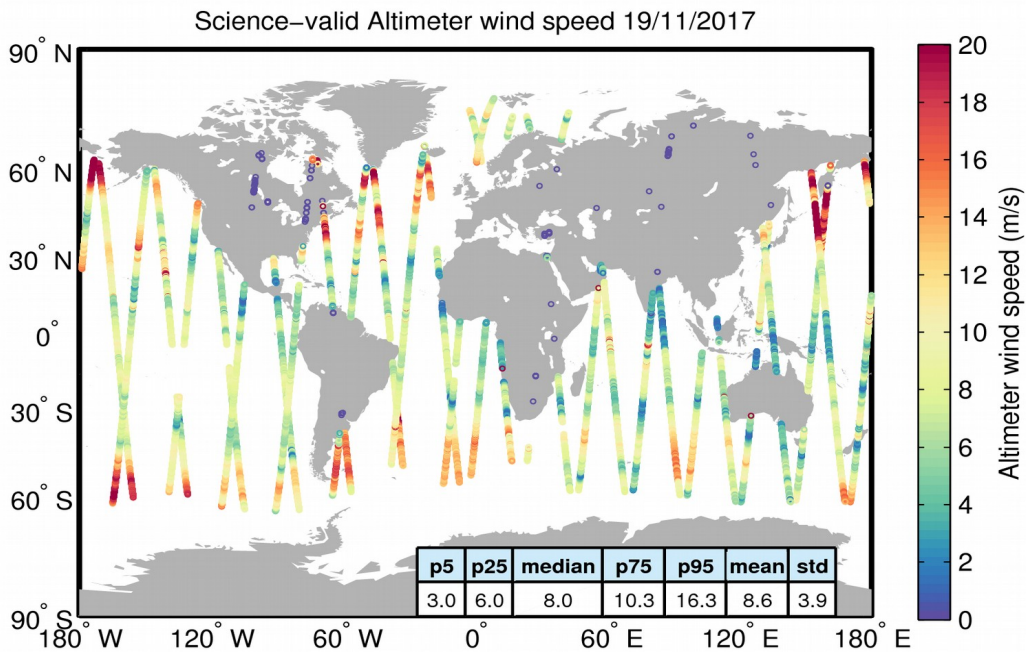 Science-valid Altimeter wind speed 19/11/2017
90° N
60° N
30° N
0°
30° S
60° S
90° S
180° W
120° W
60° W
0°
60° E
120° E
180° E
p5 p25 median p75 p95 mean std
3.0 6.0 8.0 10.3 16.3 8.6 3.9
20
18
16
14
12
10
8
6
4
2
0
Altimeter wind speed (m/s)